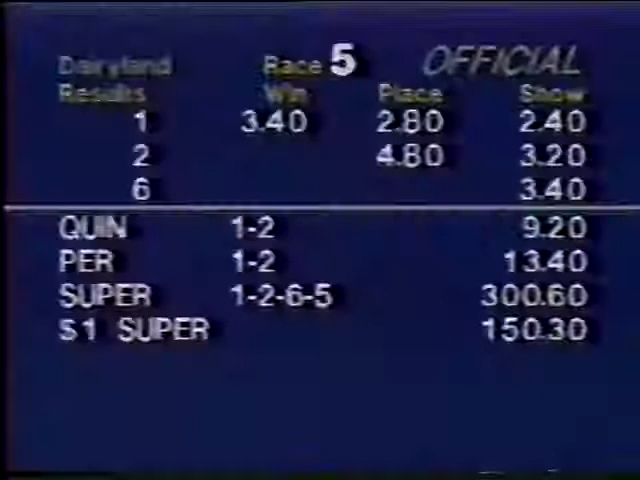 Dairyland Race 5 OFFICIAL
Results Win Place Show
1 3.40 2.80 2.40
2 4.80 3.20
6 3.40
QUIN 1-2 9.20
PER 1-2 13.40
SUPER 1-2-6-5 300.60
$1 SUPER 150.30